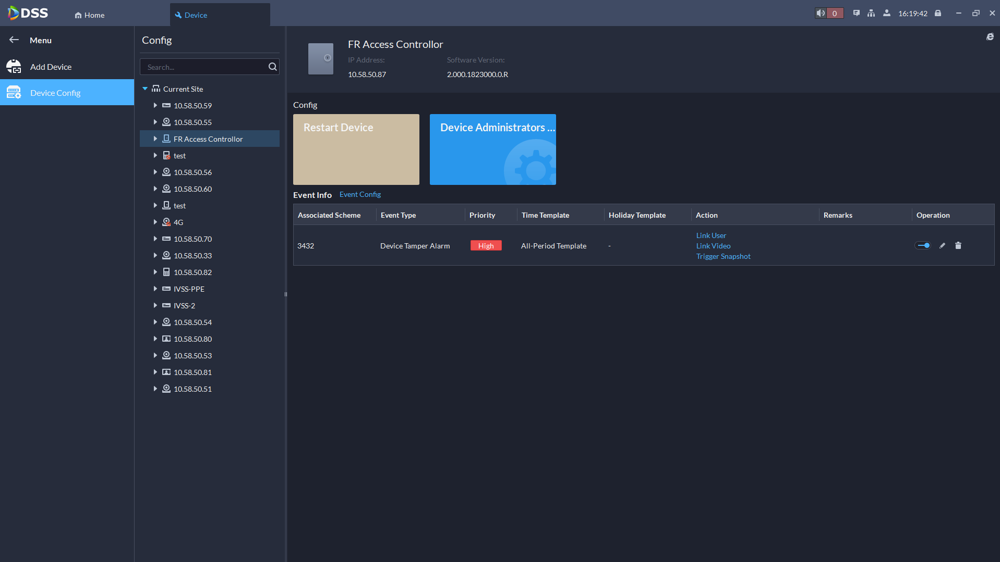 DSS
Home
Device
0
16:19:42
Menu
Add Device
Device Config
Config
Search...
Current Site
10.58.50.59
10.58.50.55
FR Access Controllor
test
10.58.50.56
10.58.50.60
test
4G
10.58.50.70
10.58.50.33
10.58.50.82
IVSS-PPE
IVSS-2
10.58.50.54
10.58.50.80
10.58.50.53
10.58.50.81
10.58.50.51
FR Access Controllor
IP Address: Software Version:
10.58.50.87 2.000.1823000.0.R
Config
Restart Device
Device Administrators ...
Event Info Event Config
Associated Scheme Event Type Priority Time Template Holiday Template Action Remarks Operation
3432 Device Tamper Alarm High All-Period Template -
Link User
Link Video
Trigger Snapshot